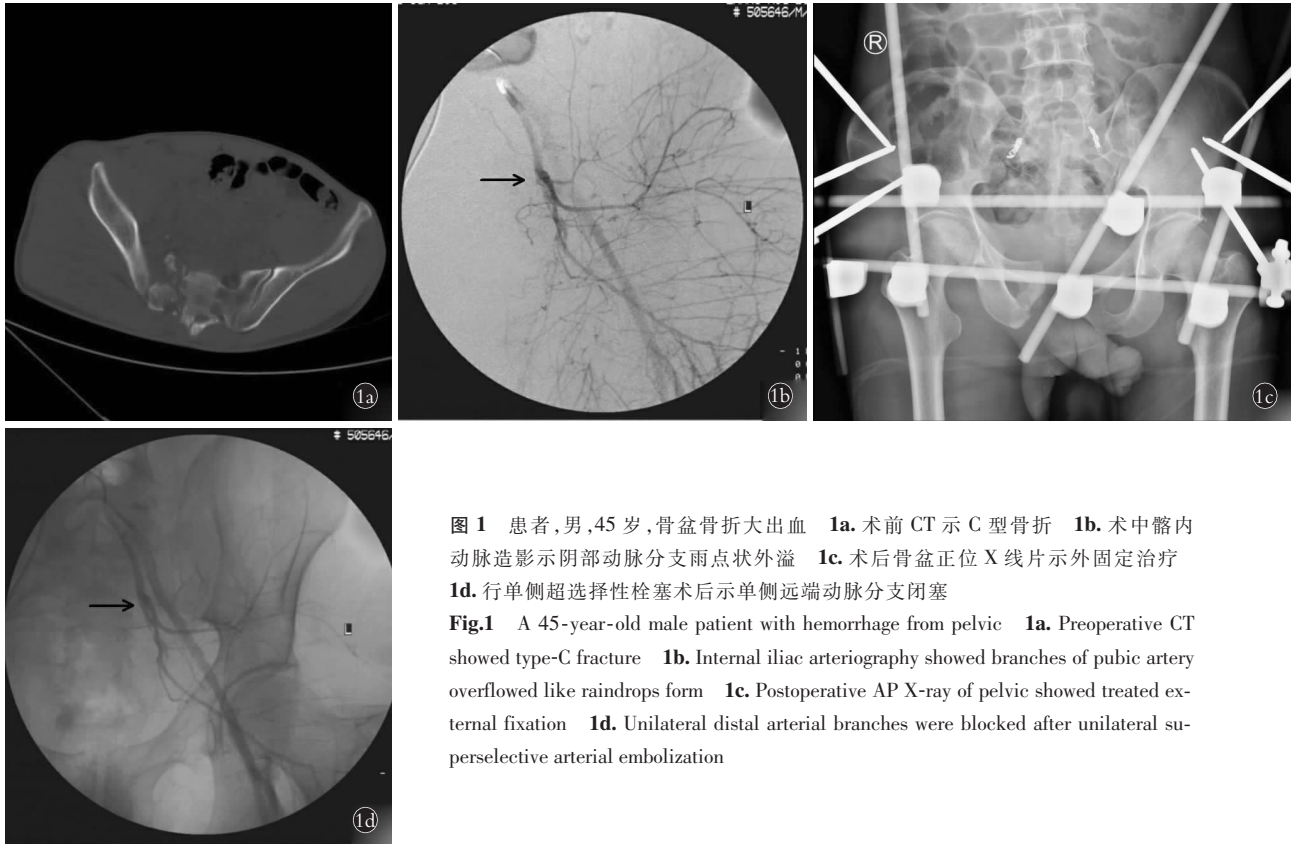 # 505646/M
1a
1b
R
1c
# 505646/
1d
图 1 患者,男,45 岁,骨盆骨折大出血 1a. 术前 CT 示 C 型骨折 1b. 术中髂内
动脉造影示阴部动脉分支雨点状外溢 1c. 术后骨盆正位 X 线片示外固定治疗
1d. 行单侧超选择性栓塞术后示单侧远端动脉分支闭塞
Fig.1 A 45-year-old male patient with hemorrhage from pelvic 1a. Preoperative CT
showed type-C fracture 1b. Internal iliac arteriography showed branches of pubic artery
overflowed like raindrops form 1c. Postoperative AP X-ray of pelvic showed treated ex-
ternal fixation 1d. Unilateral distal arterial branches were blocked after unilateral su-
perselective arterial embolization